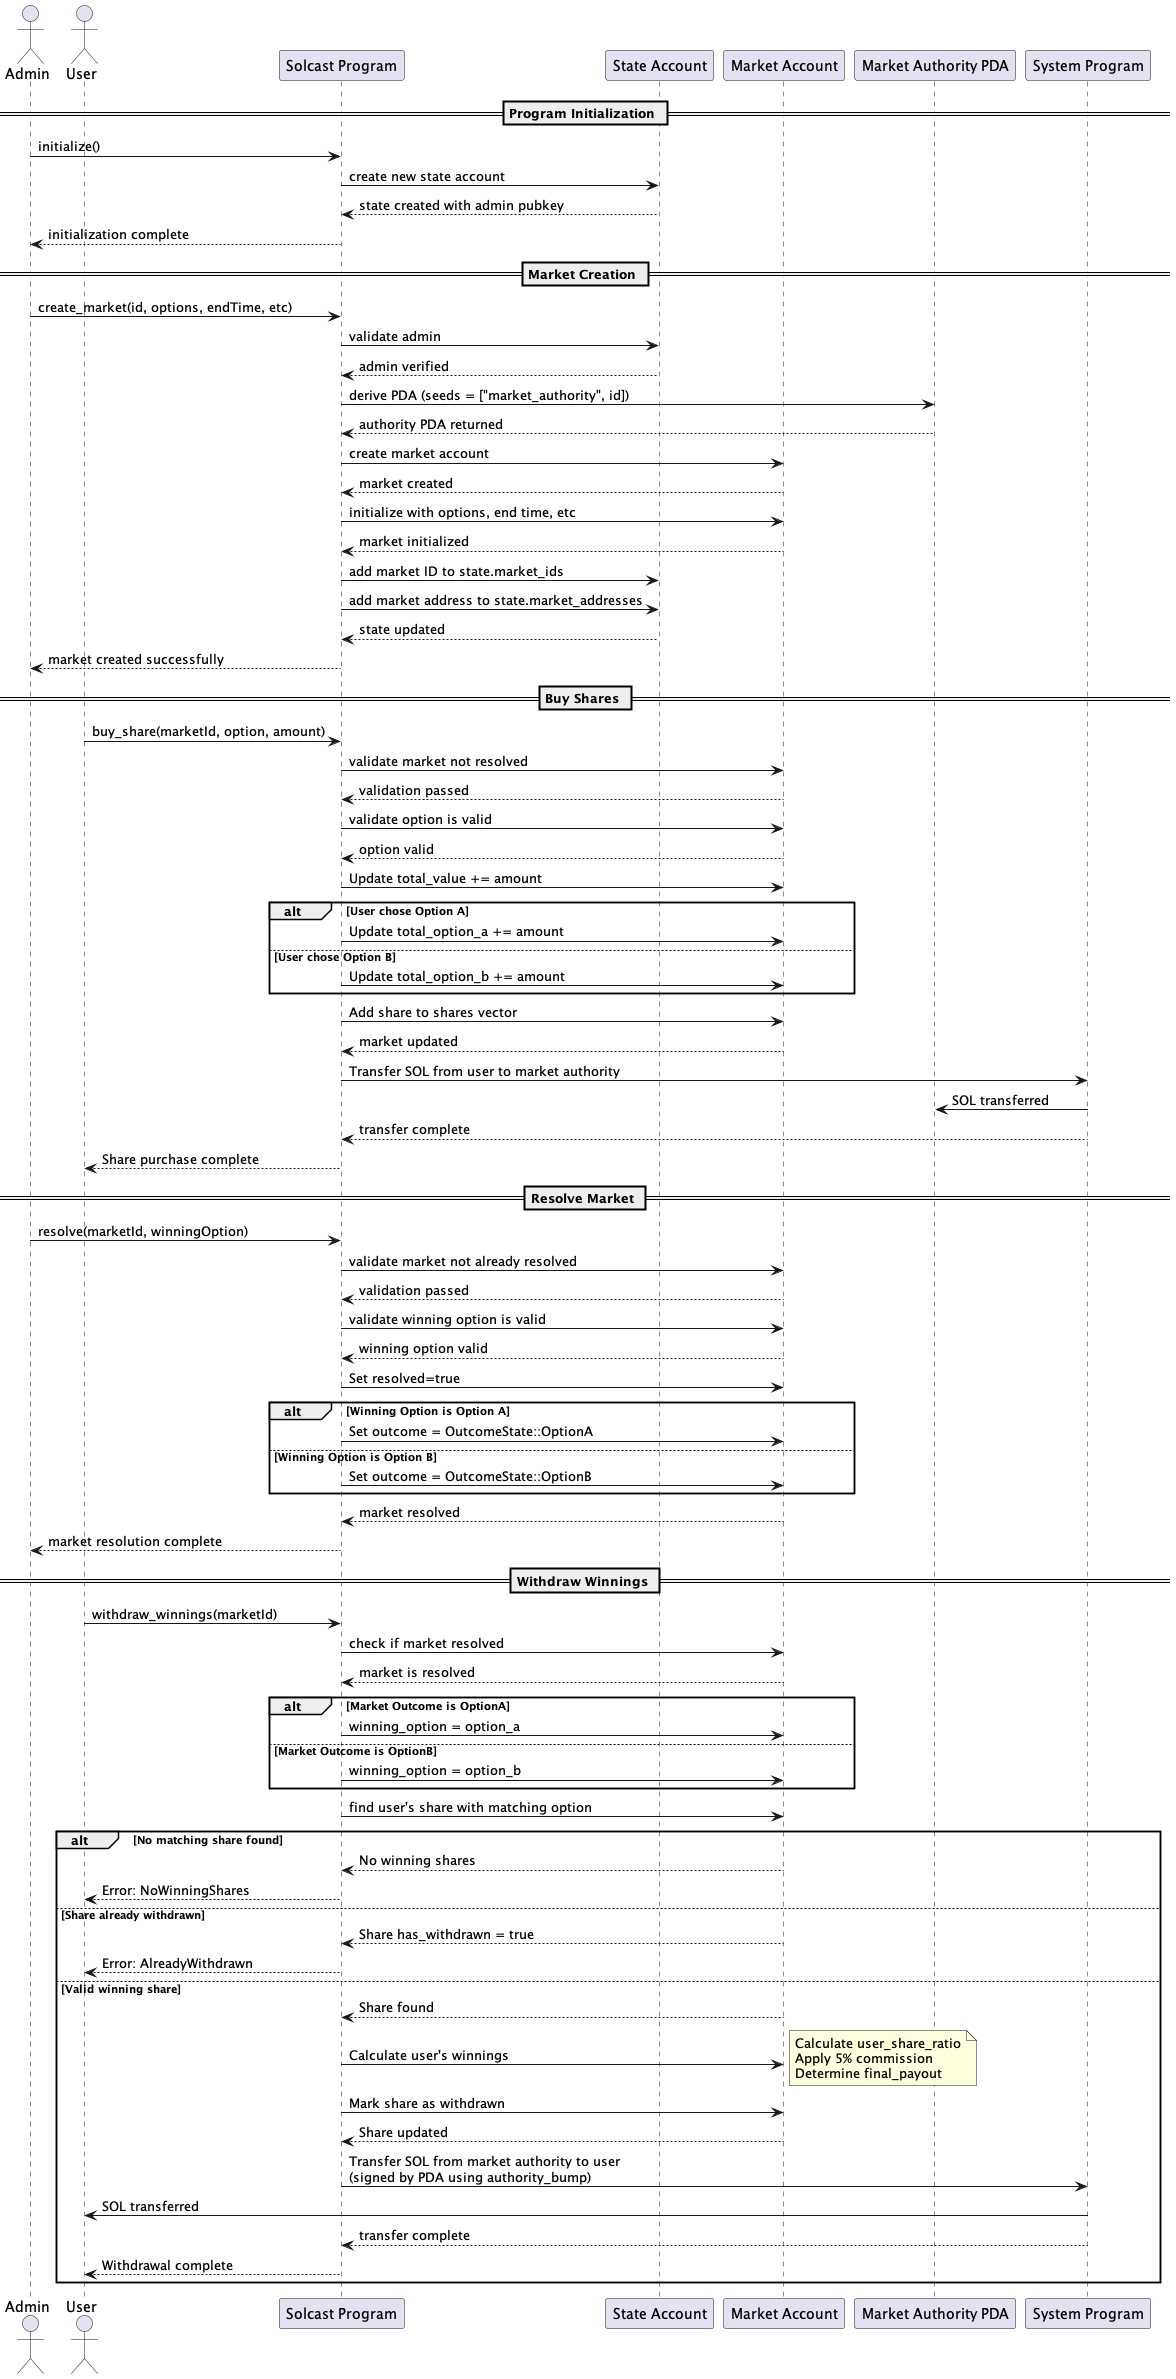 Admin
User
Solcast Program
State Account
Market Account
Market Authority PDA
System Program
Program Initialization
initialize()
create new state account
state created with admin pubkey
initialization complete
Market Creation
create_market(id, options, endTime, etc)
validate admin
admin verified
derive PDA (seeds = ["market_authority", id])
authority PDA returned
create market account
market created
initialize with options, end time, etc
market initialized
add market ID to state.market_ids
add market address to state.market_addresses
state updated
market created successfully
Buy Shares
buy_share(marketId, option, amount)
validate market not resolved
validation passed
validate option is valid
option valid
Update total_value += amount
alt
[User chose Option A]
Update total_option_a += amount
[User chose Option B]
Update total_option_b += amount
Add share to shares vector
market updated
Transfer SOL from user to market authority
SOL transferred
transfer complete
Share purchase complete
Resolve Market
resolve(marketId, winningOption)
validate market not already resolved
validation passed
validate winning option is valid
winning option valid
Set resolved=true
alt
[Winning Option is Option A]
Set outcome = OutcomeState::OptionA
[Winning Option is Option B]
Set outcome = OutcomeState::OptionB
market resolved
market resolution complete
Withdraw Winnings
withdraw_winnings(marketId)
check if market resolved
market is resolved
alt
[Market Outcome is OptionA]
winning_option = option_a
[Market Outcome is OptionB]
winning_option = option_b
find user's share with matching option
alt
[No matching share found]
No winning shares
Error: NoWinningShares
[Share already withdrawn]
Share has_withdrawn = true
Error: AlreadyWithdrawn
[Valid winning share]
Share found
Calculate user's winnings
Calculate user_share_ratio
Apply 5% commission
Determine final_payout
Mark share as withdrawn
Share updated
Transfer SOL from market authority to user
(signed by PDA using authority_bump)
SOL transferred
transfer complete
Withdrawal complete
Admin
User
Solcast Program
State Account
Market Account
Market Authority PDA
System Program